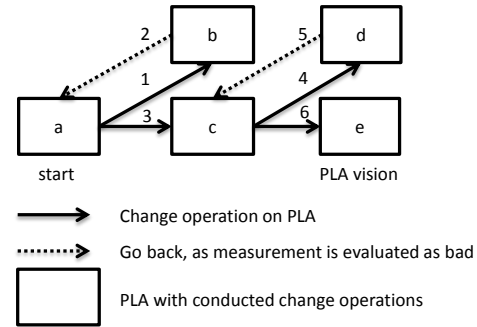 2 b 5 d
1 4
a 3 c 6 e
start PLA vision
Change operation on PLA
Go back, as measurement is evaluated as bad
PLA with conducted change operations